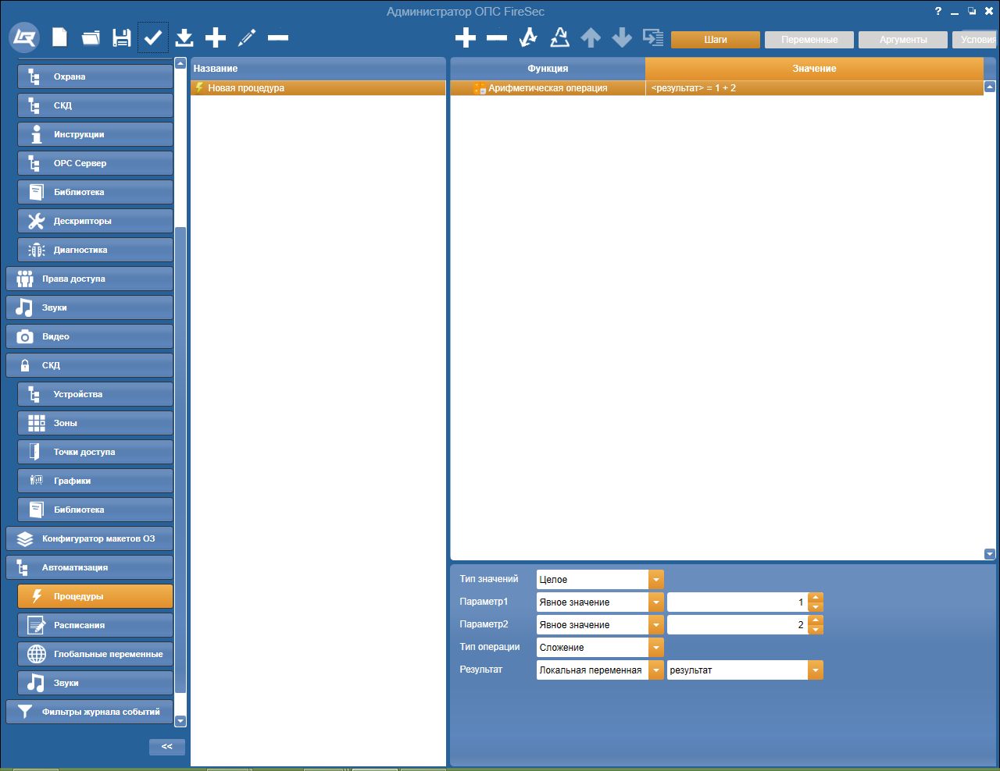 Администратор ОПС FireSec
?
Шаги
Переменные
Аргументы
Условия
Охрана
СКД
Инструкции
OPC Сервер
Библиотека
Дескрипторы
Диагностика
Права доступа
Звуки
Видео
СКД
Устройства
Зоны
Точки доступа
Графики
Библиотека
Конфигуратор макетов ОЗ
Автоматизация
Процедуры
Расписания
Глобальные переменные
Звуки
Фильтры журнала событий
<<
Название
Новая процедура
Функция
Значение
Арифметическая операция
<результат> = 1 + 2
Тип значений
Целое
Параметр1
Явное значение
1
Параметр2
Явное значение
2
Тип операции
Сложение
Результат
Локальная переменная
результат